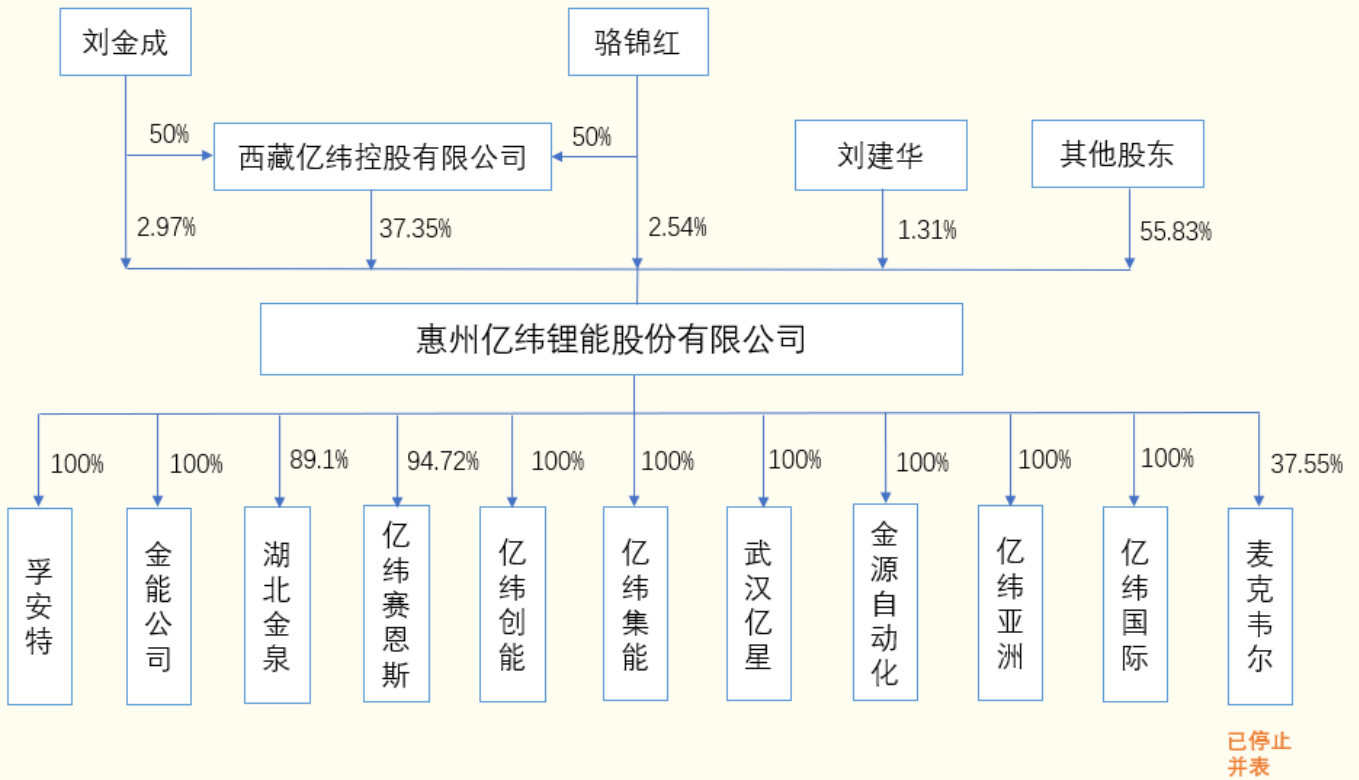 刘金成
骆锦红
50%
西藏亿纬控股有限公司
50%
刘建华
其他股东
2.97%
37.35%
2.54%
1.31%
55.83%
惠州亿纬锂能股份有限公司
100%
100%
89.1%
94.72%
100%
100%
100%
100%
100%
100%
37.55%
孚安特
金能公司
湖北金泉
亿纬赛恩斯
亿纬创能
亿纬集能
武汉亿星
金源自动化
亿纬亚洲
亿纬国际
麦克韦尔
已停止
并表